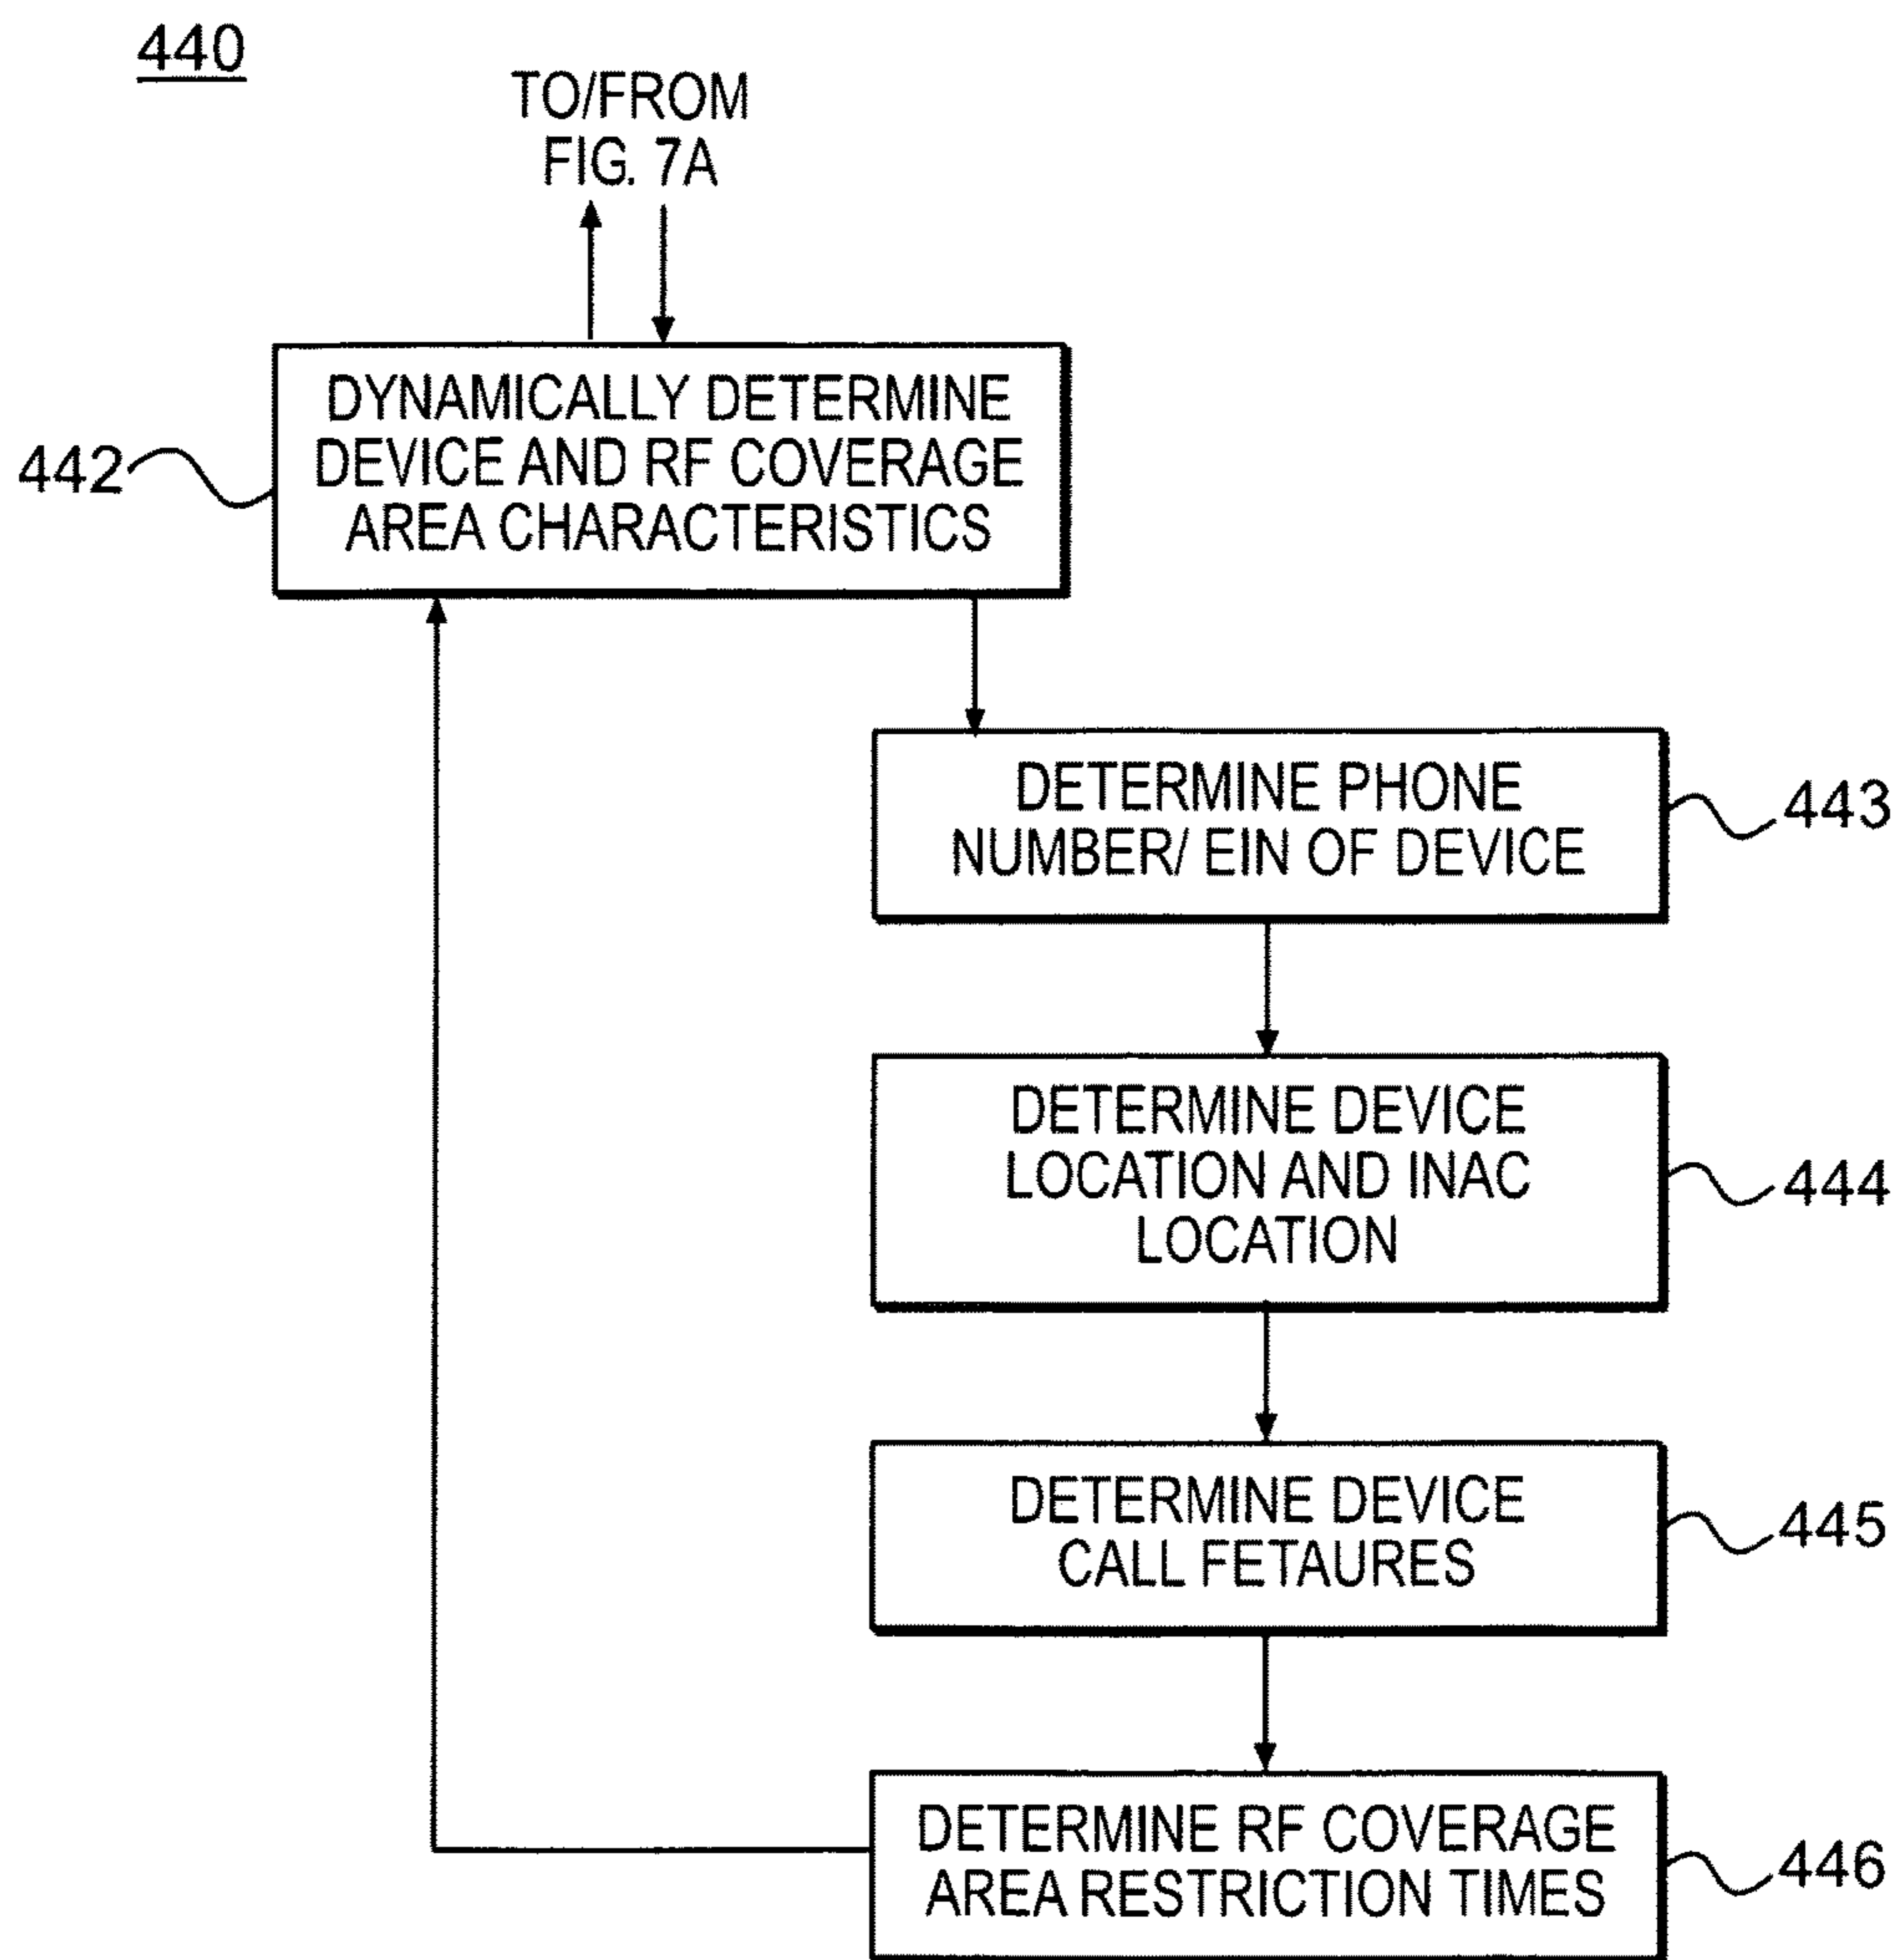 440
TO/FROM
FIG. 7A
DYNAMICALLY DETERMINE
DEVICE AND RF COVERAGE
AREA CHARACTERISTICS
442
DETERMINE PHONE
NUMBER/ EIN OF DEVICE
443
DETERMINE DEVICE
LOCATION AND INAC
LOCATION
444
DETERMINE DEVICE
CALL FETAURES
445
DETERMINE RF COVERAGE
AREA RESTRICTION TIMES
446